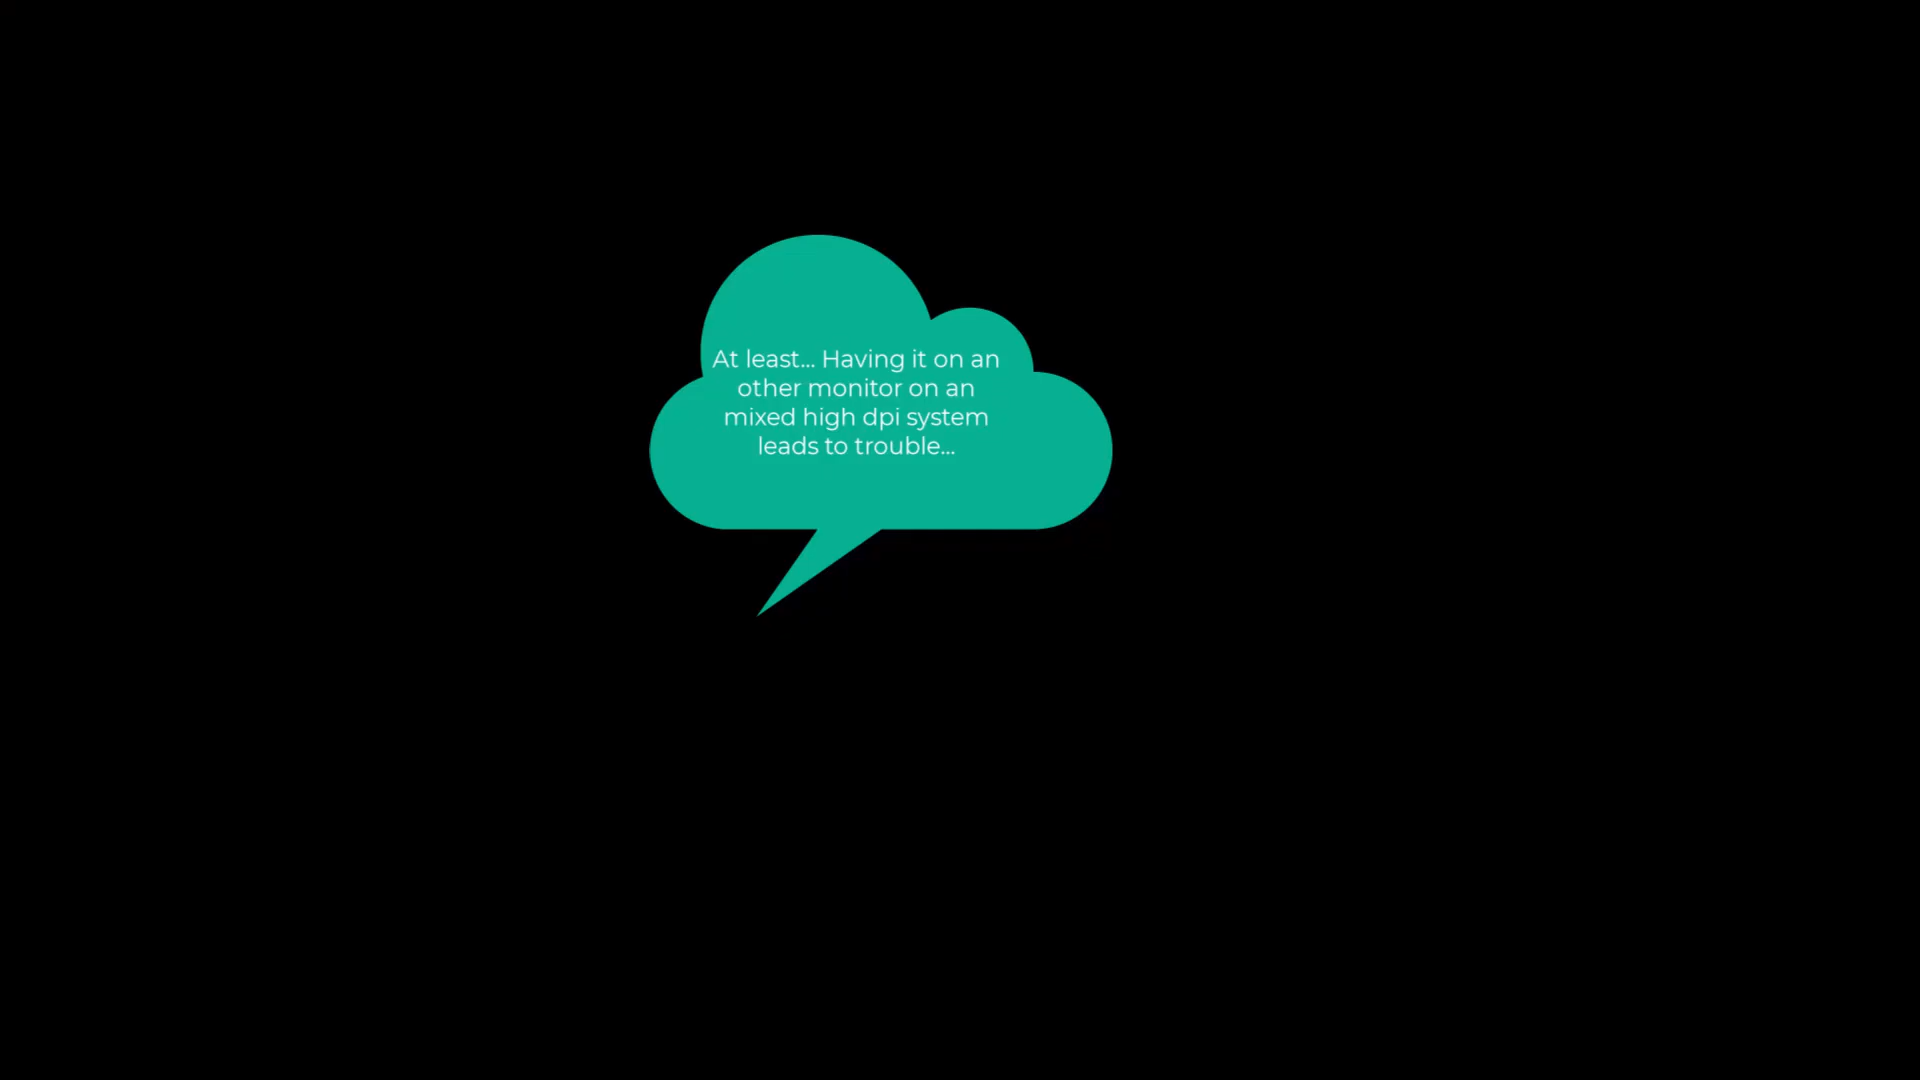 At least... Having it on an
other monitor on an
mixed high dpi system
leads to trouble...